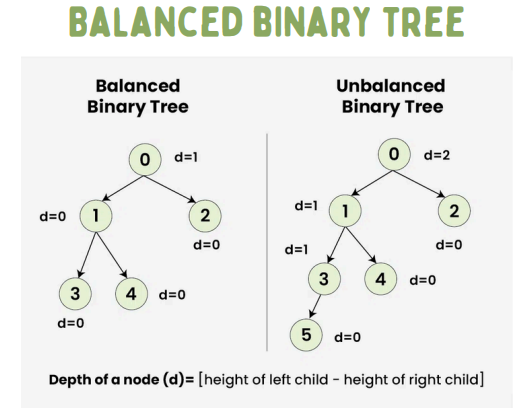 BALANCED BINARY TREE
Balanced
Binary Tree
0 d=1
d=0 1 2
d=0
3 4 d=0
d=0
Unbalanced
Binary Tree
0 d=2
d=1 1 2
d=1 d=0
3 4 d=0
5 d=0
Depth of a node (d)= [height of left child - height of right child]